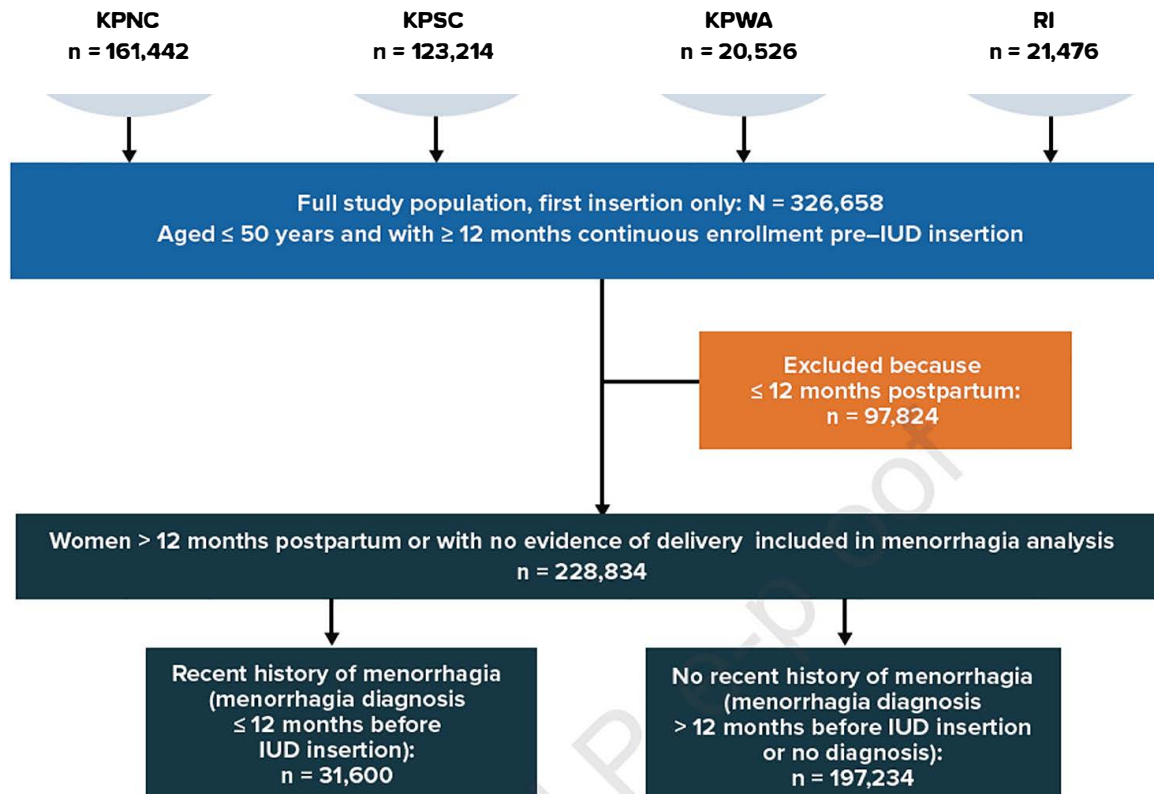 KPNC
n = 161,442
KPSC
n = 123,214
KPWA
n = 20,526
RI
n = 21,476
Full study population, first insertion only: N = 326,658
Aged ≤ 50 years and with ≥ 12 months continuous enrollment pre–IUD insertion
Excluded because
≤ 12 months postpartum:
n = 97,824
Women > 12 months postpartum or with no evidence of delivery included in menorrhagia analysis
n = 228,834
Recent history of menorrhagia
(menorrhagia diagnosis
≤ 12 months before
IUD insertion):
n = 31,600
No recent history of menorrhagia
(menorrhagia diagnosis
> 12 months before IUD insertion
or no diagnosis):
n = 197,234